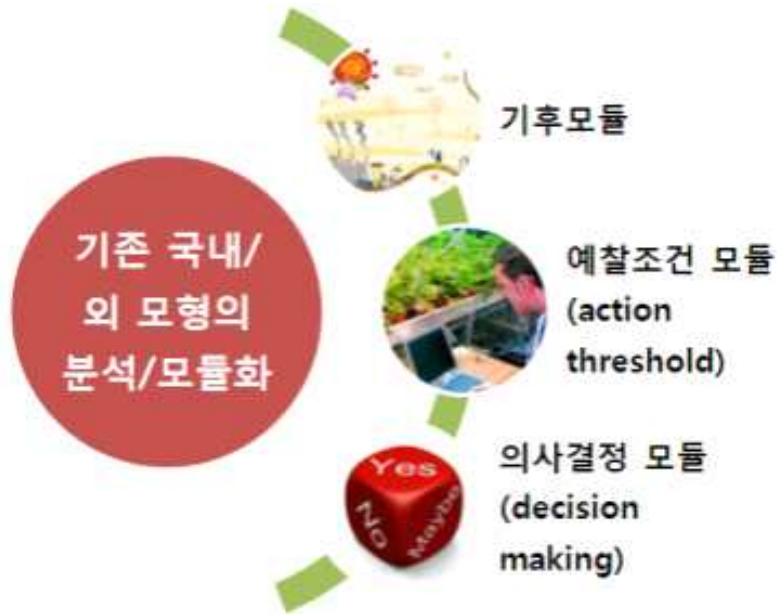 기존 국내/
외 모형의
분석/모듈화
기후모듈
예찰조건 모듈
(action
threshold)
Yes
No
Maybe
의사결정 모듈
(decision
making)